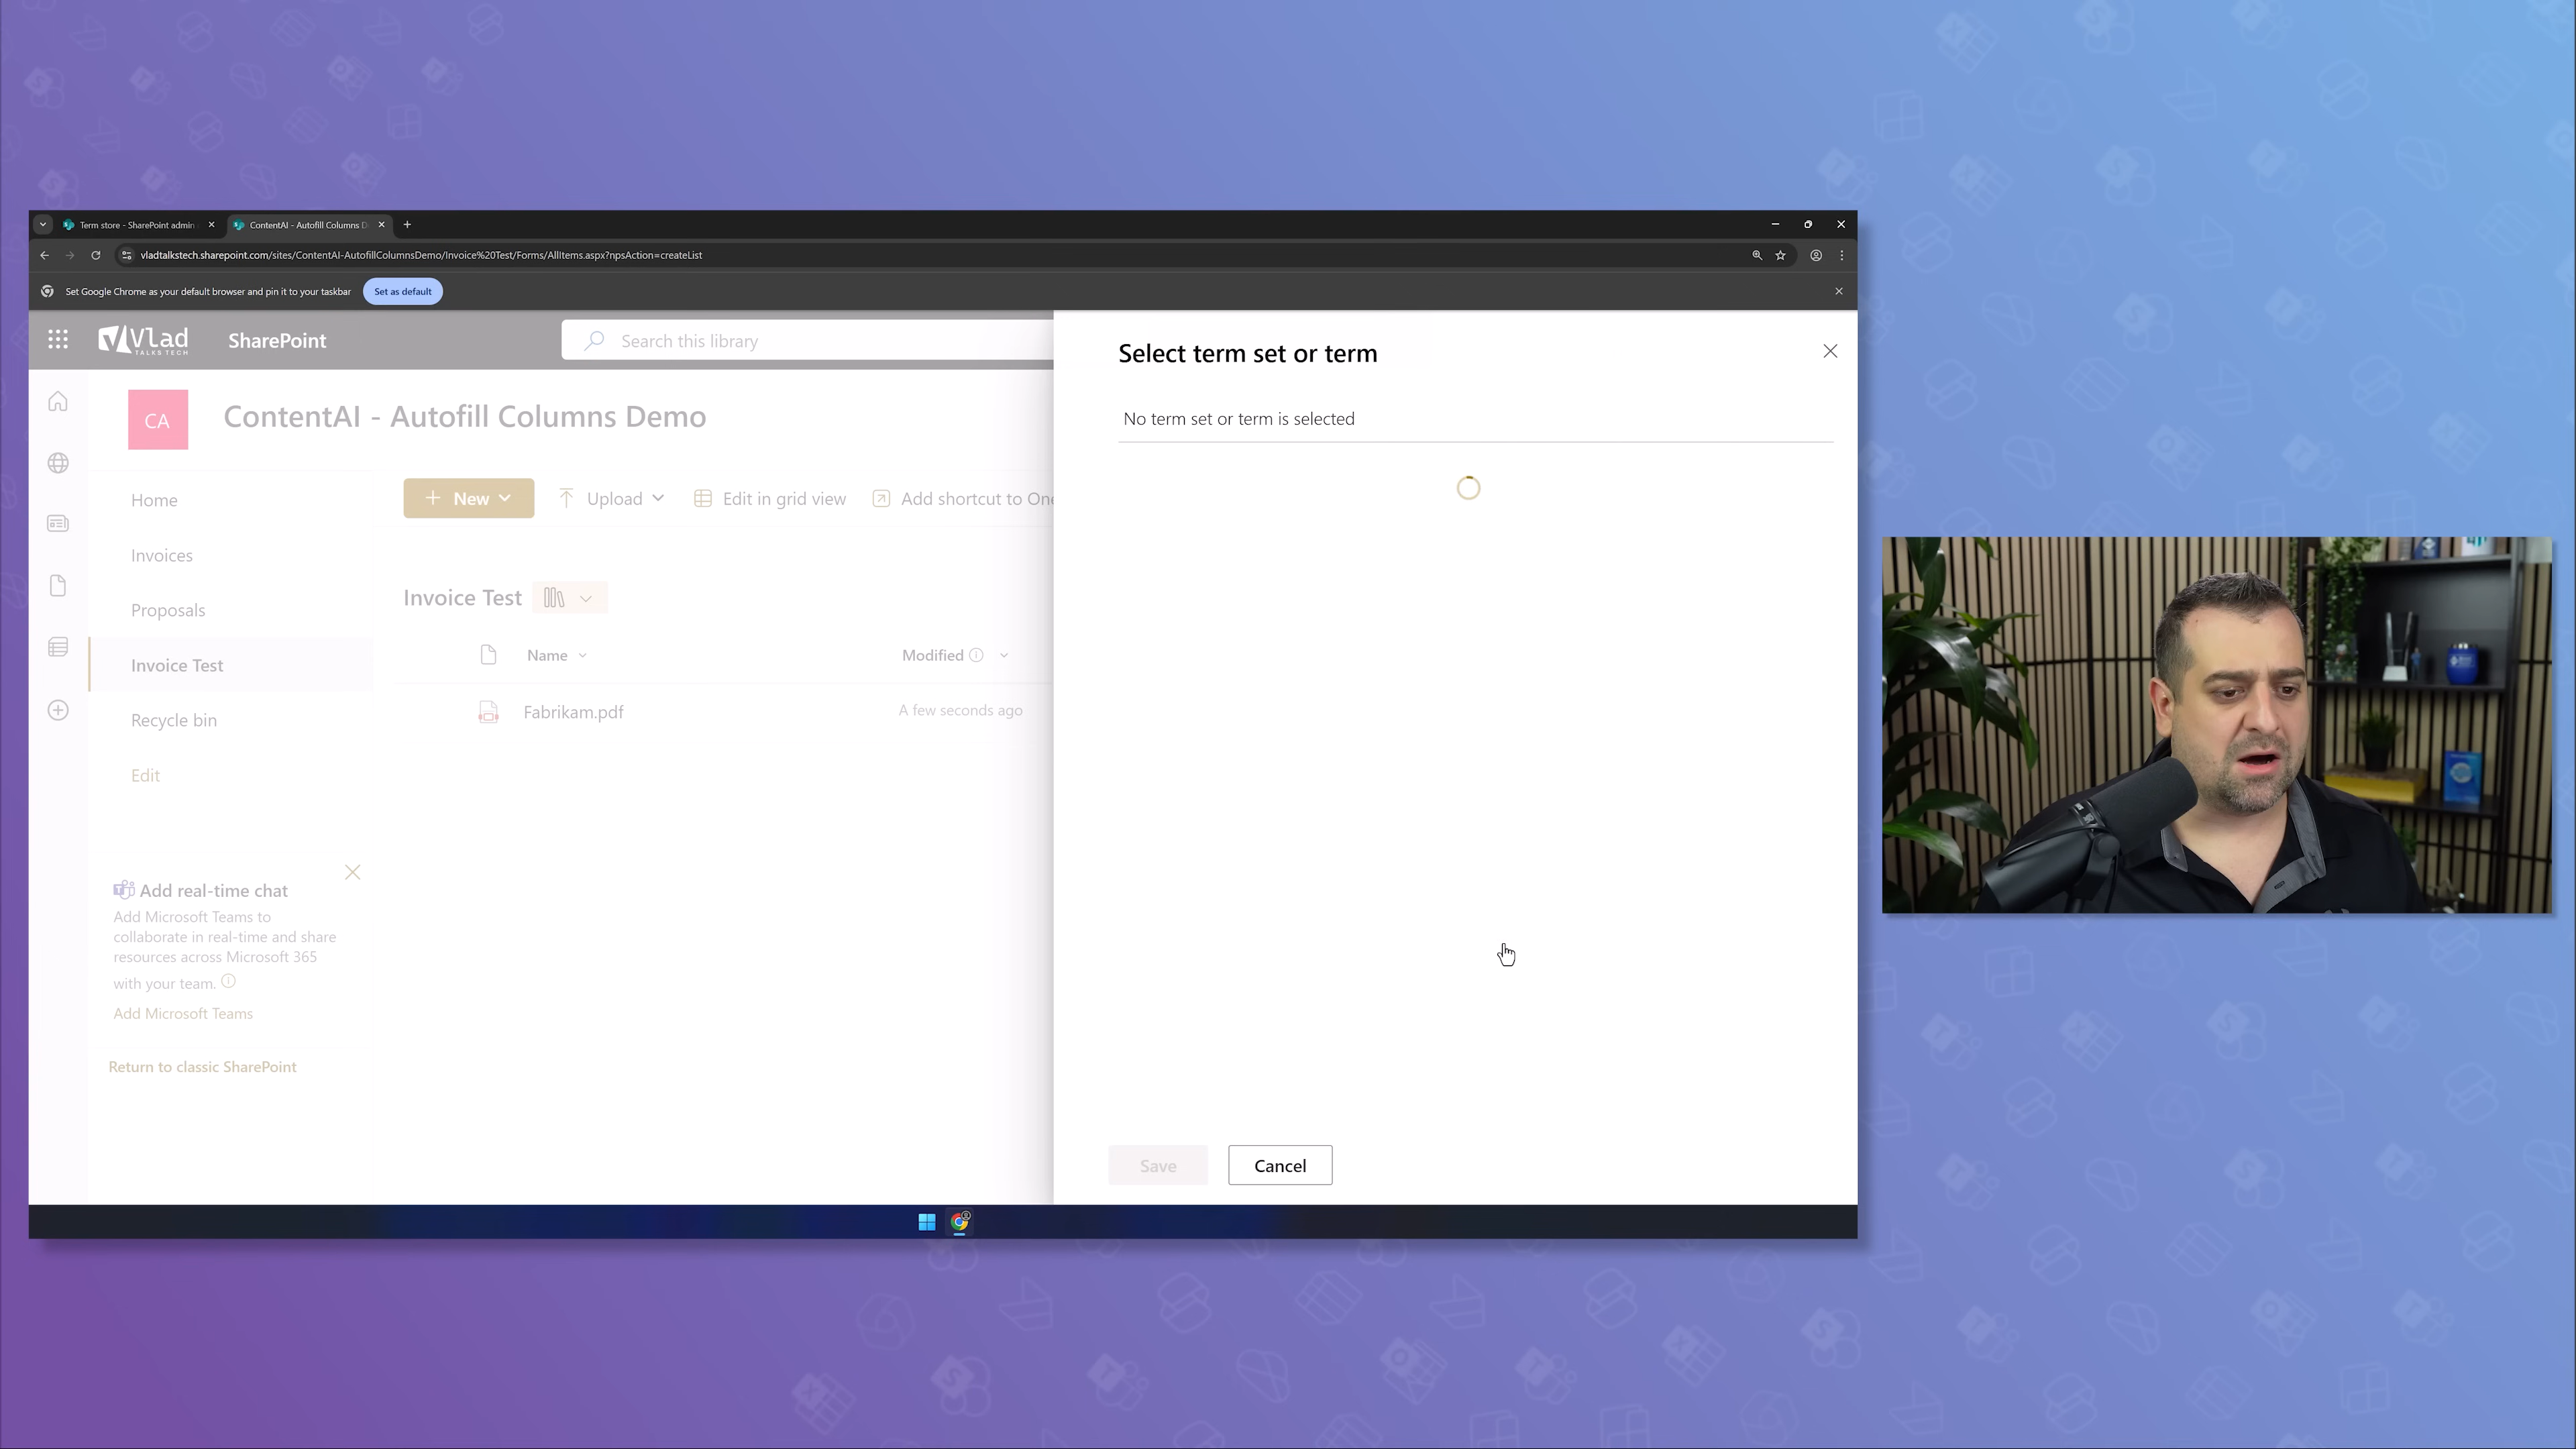 Term store - SharePoint admin
ContentAI - Autofill Columns D
vladtalkstech.sharepoint.com/sites/ContentAI-AutofillColumnsDemo/Invoice%20Test/Forms/AllItems.aspx?npsAction=createList
Set Google Chrome as your default browser and pin it to your taskbar
Set as default
Vlad
TALKS TECH
SharePoint
Search this library
CA
ContentAI - Autofill Columns Demo
Home
Invoices
Proposals
Invoice Test
Recycle bin
Edit
New
Upload
Edit in grid view
Add shortcut to One
Invoice Test
Name
Modified
Fabrikam.pdf
A few seconds ago
Add real-time chat
Add Microsoft Teams to
collaborate in real-time and share
resources across Microsoft 365
with your team.
Add Microsoft Teams
Return to classic SharePoint
Select term set or term
No term set or term is selected
Save
Cancel